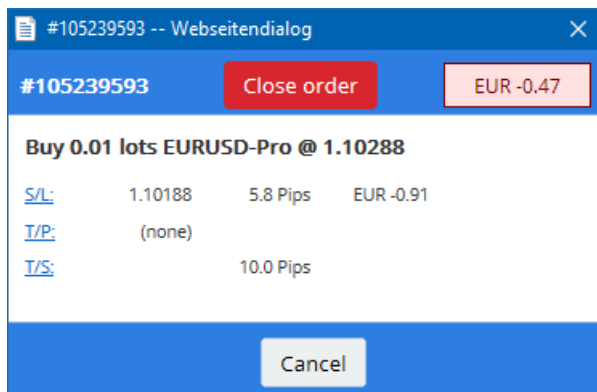 #105239593 -- Webseitendialog
#105239593 Close order EUR -0.47
Buy 0.01 lots EURUSD-Pro @ 1.10288
S/L: 1.10188 5.8 Pips EUR -0.91
T/P: (none)
T/S: 10.0 Pips
Cancel